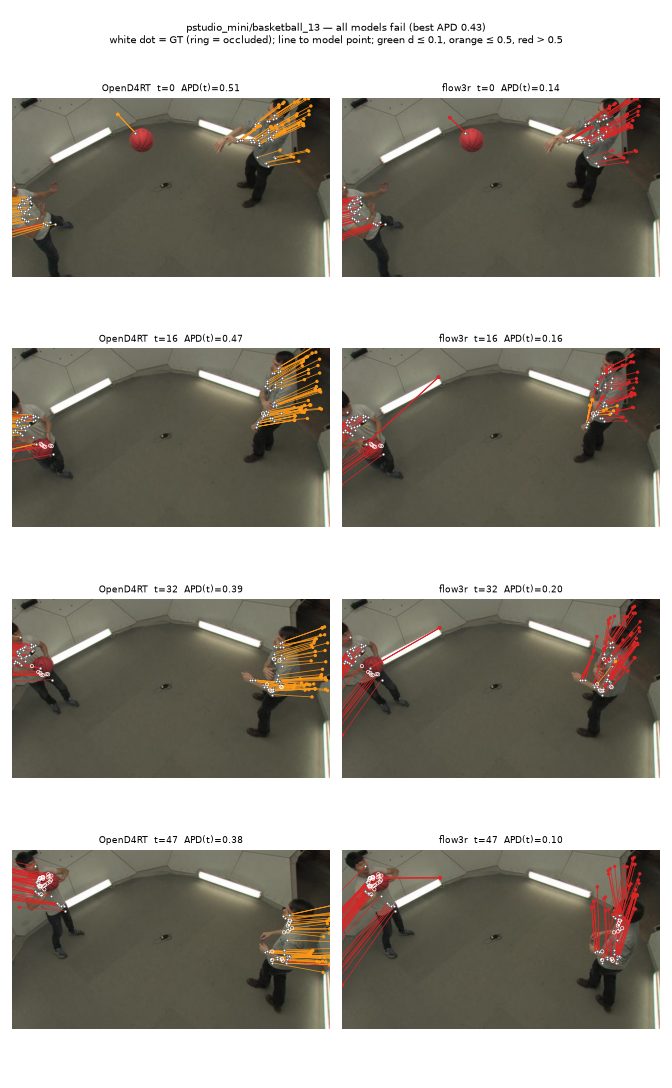 pstudio_mini/basketball_13 — all models fail (best APD 0.43)
white dot = GT (ring = occluded); line to model point; green d ≤ 0.1, orange ≤ 0.5, red > 0.5
OpenD4RT  t=0  APD(t)=0.51
flow3r  t=0  APD(t)=0.14
OpenD4RT  t=16  APD(t)=0.47
flow3r  t=16  APD(t)=0.16
OpenD4RT  t=32  APD(t)=0.39
flow3r  t=32  APD(t)=0.20
OpenD4RT  t=47  APD(t)=0.38
flow3r  t=47  APD(t)=0.10